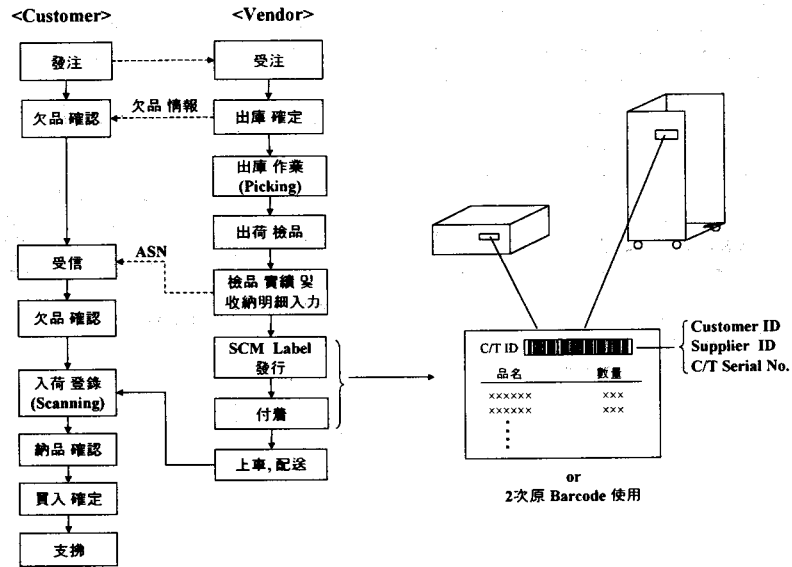 <Customer>
<Vendor>
發注
受注
欠品 情報
欠品 確認
出庫 確定
出庫 作業
(Picking)
出荷 檢品
ASN
受信
檢品 實績 및
收納明細入力
欠品 確認
SCM Label
發行
入荷 登錄
(Scanning)
付着
納品 確認
上車, 配送
買入 確定
支拂
C/T ID
Customer ID
Supplier ID
C/T Serial No.
品名 數量
×××××× ×××
×××××× ×××
or
2次原 Barcode 使用